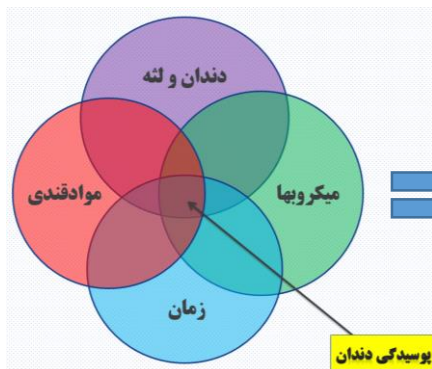 دندان و لثه
میکروبها
موادقندی
زمان
پوسیدگی دندان